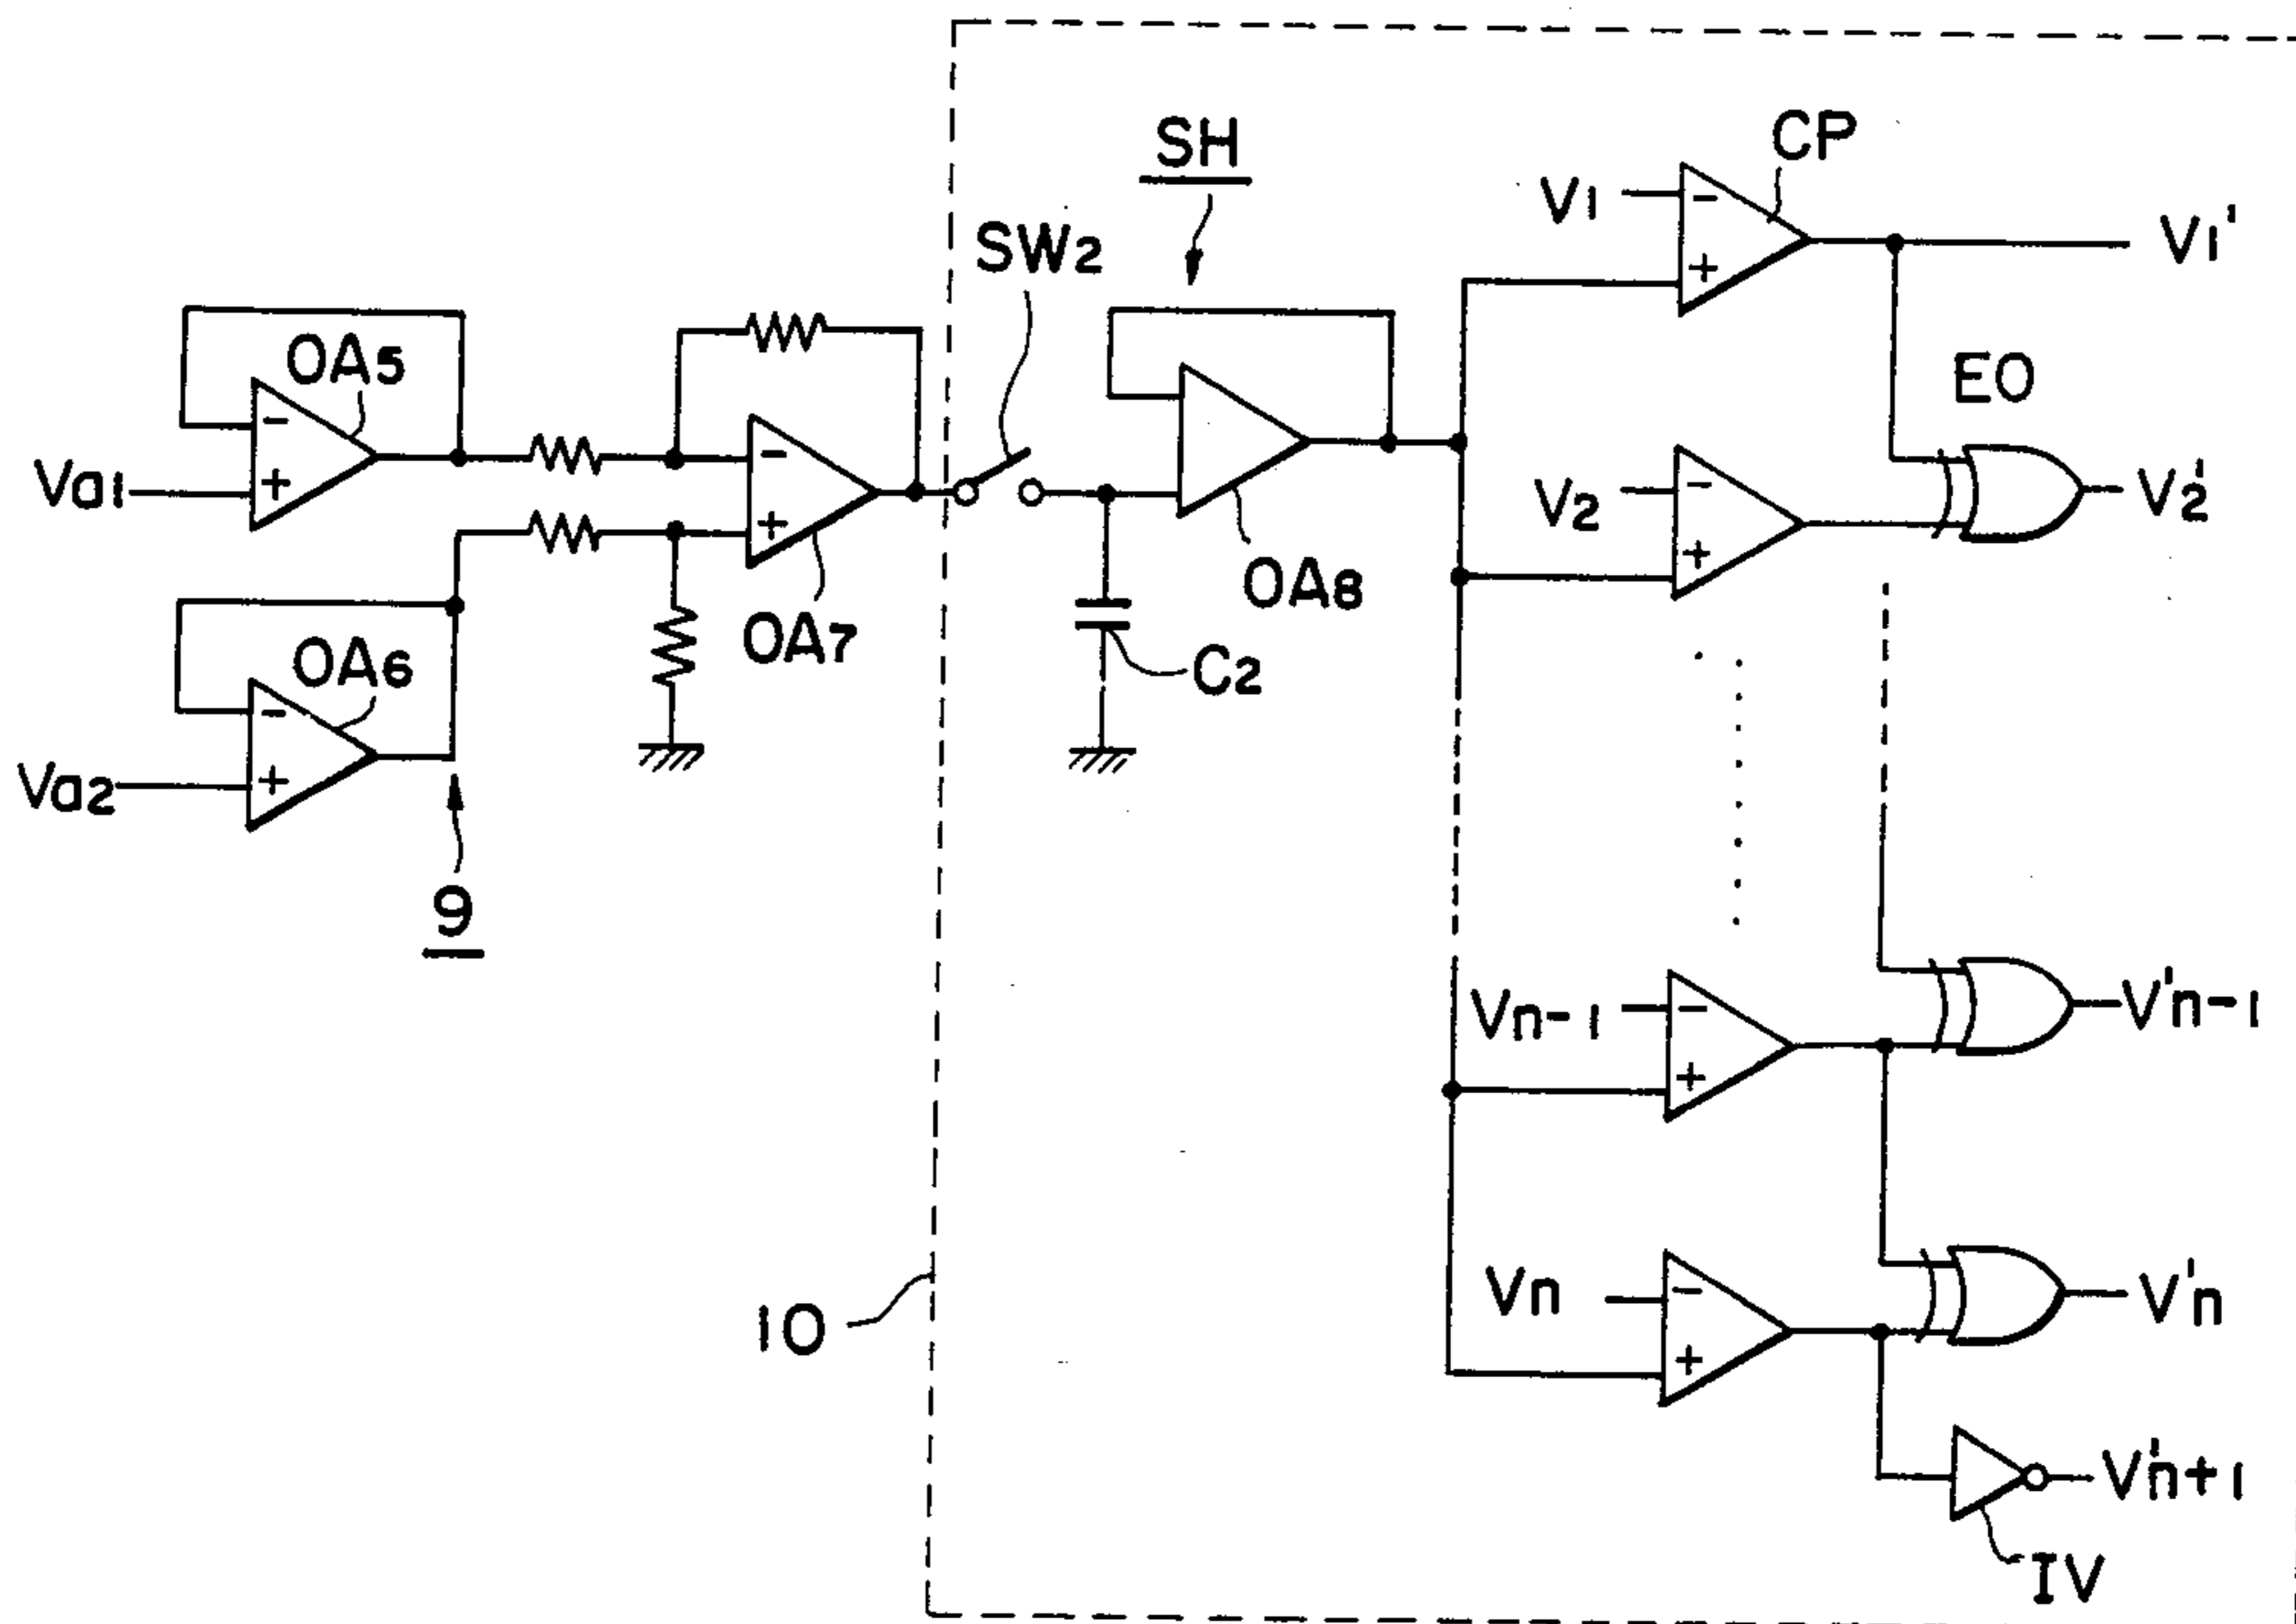 CP
SH
V1
V1'
SW2
OA5
EO
Va1
V2
V2'
OA8
OA7
OA6
C2
Va2
9
Vn-1
V'n-1
10
Vn
V'n
V'n+1
IV